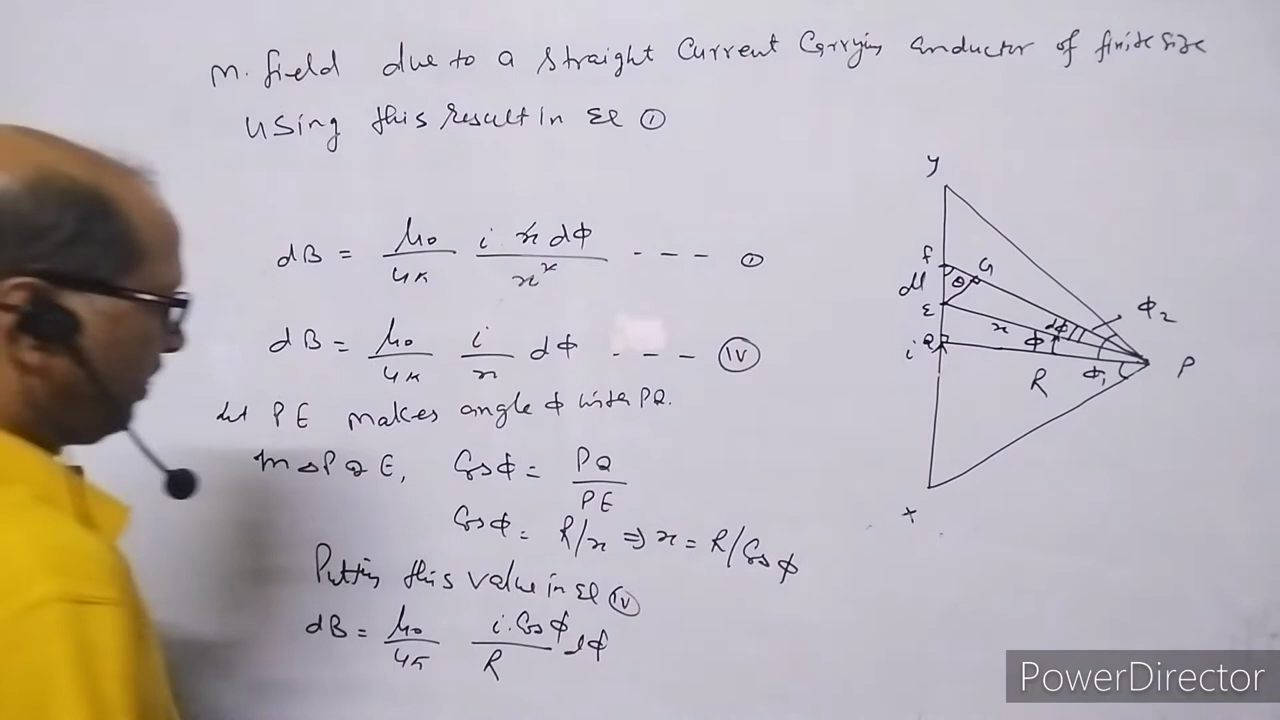 M. field due to a straight current carrying conductor of finite size
Using this result in Eq ①
dB = μ₀/4π i x dϕ/x² ---- ①
dB = μ₀/4π i/x dϕ ---- (IV)
Let PE makes angle ϕ with PQ.
In △PQE, Cosϕ = PQ/PE
Cosϕ = R/x ⇒ x = R/Cosϕ
Putting this value in Eq (IV)
dB = μ₀/4π i.Cosϕ/R dϕ
y
f
G
dl
θ
E
ϕ2
x
dϕ
i
Q
ϕ
ϕ1
P
R
X
PowerDirector